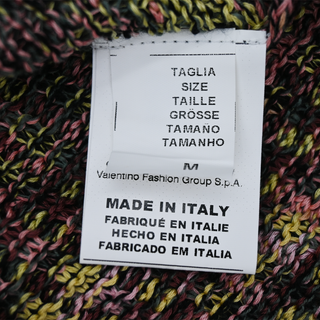 TAGLIA
SIZE
TAILLE
GRÖSSE
TAMAÑO
TAMANHO
M
Valentino Fashion Group S.p.A.
MADE IN ITALY
FABRIQUÉ EN ITALIE
HECHO EN ITALIA
FABRICADO EM ITALIA